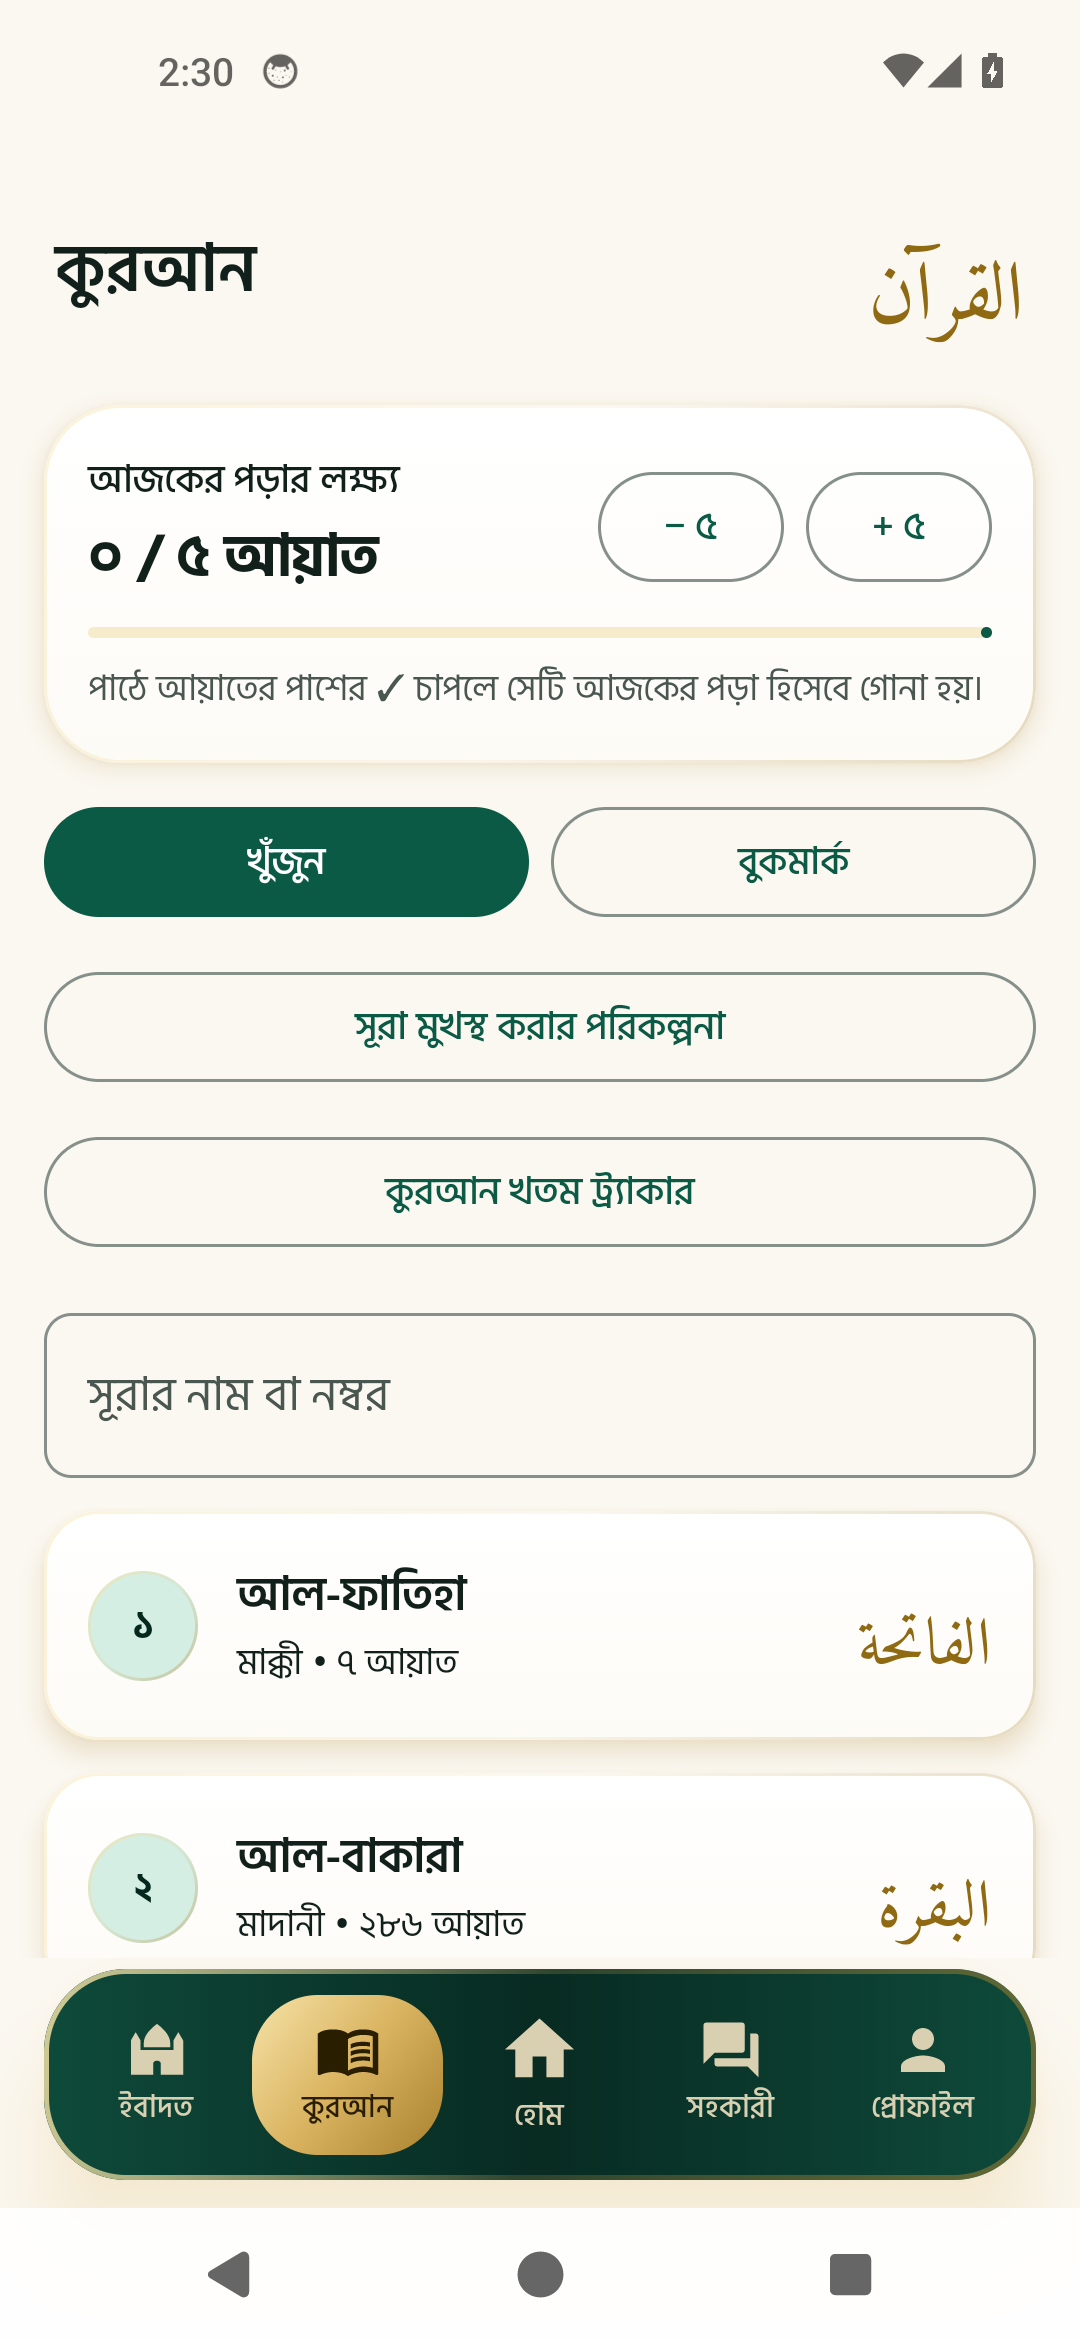 2:30
কুরআন
القرآن
আজকের পড়ার লক্ষ্য
০ / ৫ আয়াত
− ৫
+ ৫
পাঠে আয়াতের পাশের ✓ চাপলে সেটি আজকের পড়া হিসেবে গোনা হয়।
খুঁজুন
বুকমার্ক
সূরা মুখস্থ করার পরিকল্পনা
কুরআন খতম ট্র্যাকার
সূরার নাম বা নম্বর
১
আল-ফাতিহা
মাক্কী • ৭ আয়াত
الفاتحة
২
আল-বাকারা
মাদানী • ২৮৬ আয়াত
البقرة
ইবাদত
কুরআন
হোম
সহকারী
প্রোফাইল